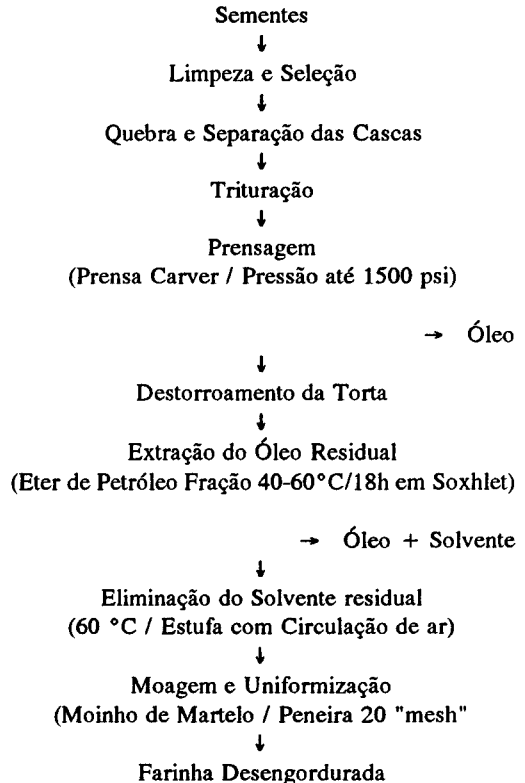 Sementes
↓
Limpeza e Seleção
↓
Quebra e Separação das Cascas
↓
Trituração
↓
Prensagem
(Prensa Carver / Pressão até 1500 psi)
→ Óleo
↓
Destorroamento da Torta
↓
Extração do Óleo Residual
(Eter de Petróleo Fração 40-60°C/18h em Soxhlet)
→ Óleo + Solvente
↓
Eliminação do Solvente residual
(60 °C / Estufa com Circulação de ar)
↓
Moagem e Uniformização
(Moinho de Martelo / Peneira 20 "mesh"
↓
Farinha Desengordurada